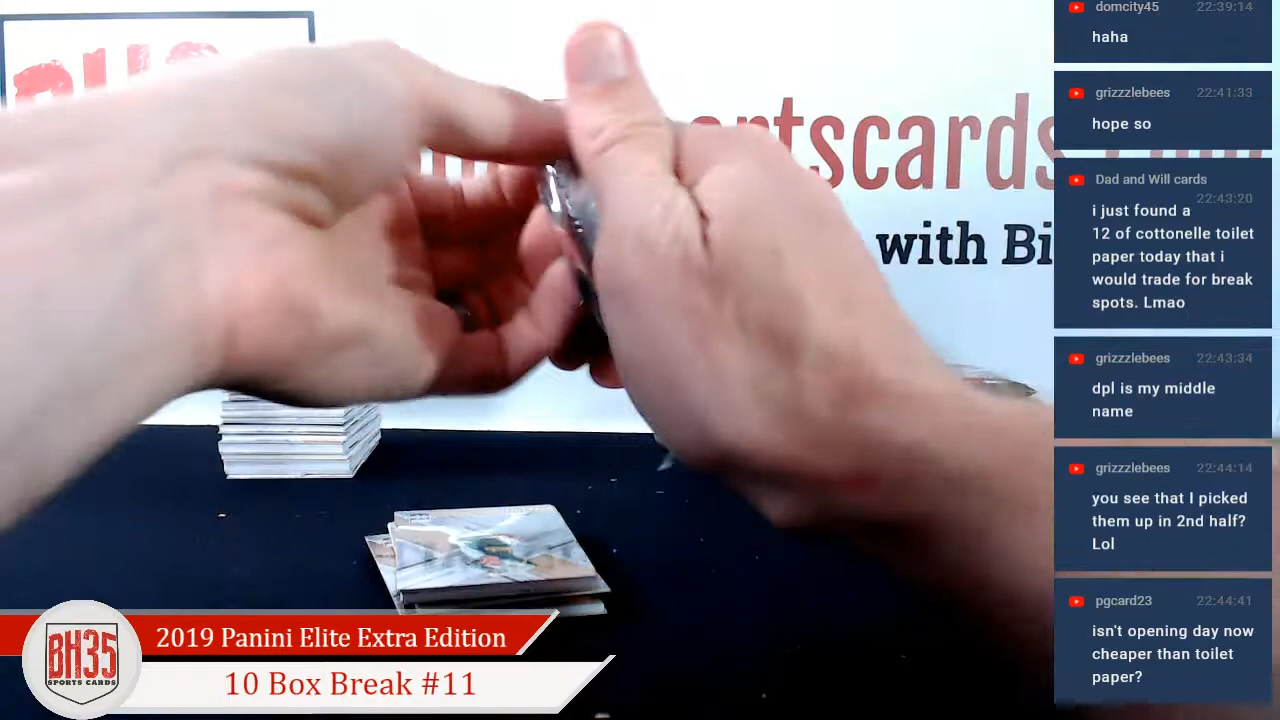 domcity45 22:39:14
haha
grizzzlebees 22:41:33
hope so
Dad and Will cards
22:43:20
i just found a
12 of cottonelle toilet
paper today that i
would trade for break
spots. Lmao
grizzzlebees 22:43:34
dpl is my middle
name
grizzzlebees 22:44:14
you see that I picked
them up in 2nd half?
Lol
pgcard23 22:44:41
isn't opening day now
cheaper than toilet
paper?
with Bi
2019 Panini Elite Extra Edition
10 Box Break #11
BH35
SPORTS CARDS